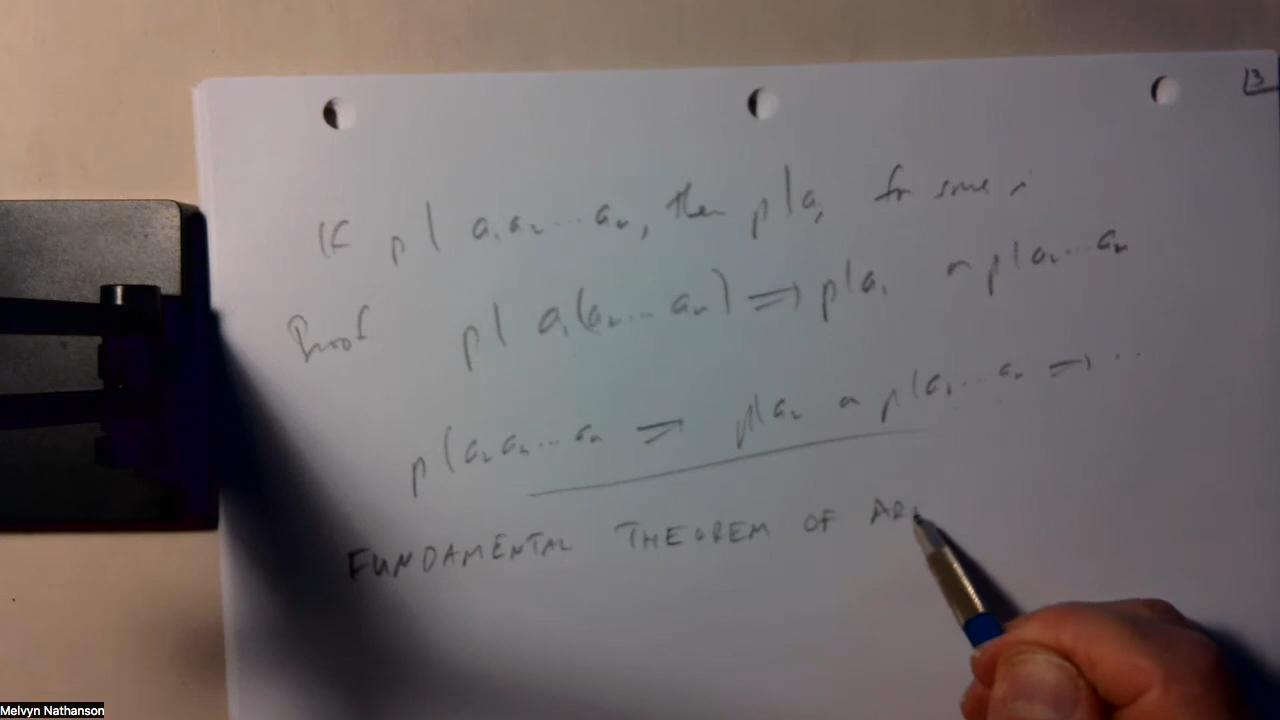 13
If p | a₁a₂...aₙ, then p|aᵢ for some i
Proof p | a₁(a₂...aₙ) ⟹ p|a₁ or p|a₂...aₙ
p|a₂a₃...aₙ ⟹ p|a₂ or p|a₃...aₙ ⟹ ..
FUNDAMENTAL THEOREM OF AR
Melvyn Nathanson